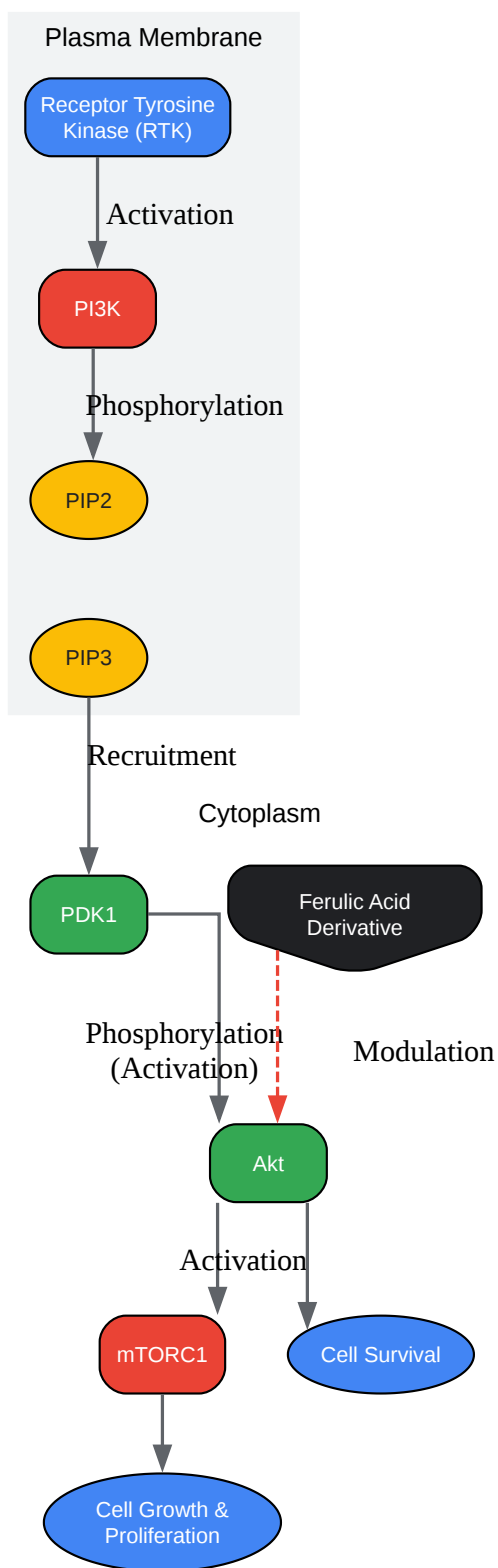 Plasma Membrane
Receptor Tyrosine
Kinase (RTK)
Activation
PI3K
Phosphorylation
PIP2
PIP3
Recruitment
Cytoplasm
PDK1
Ferulic Acid
Derivative
Phosphorylation
(Activation)
Modulation
Akt
Activation
mTORC1
Cell Survival
Cell Growth &
Proliferation